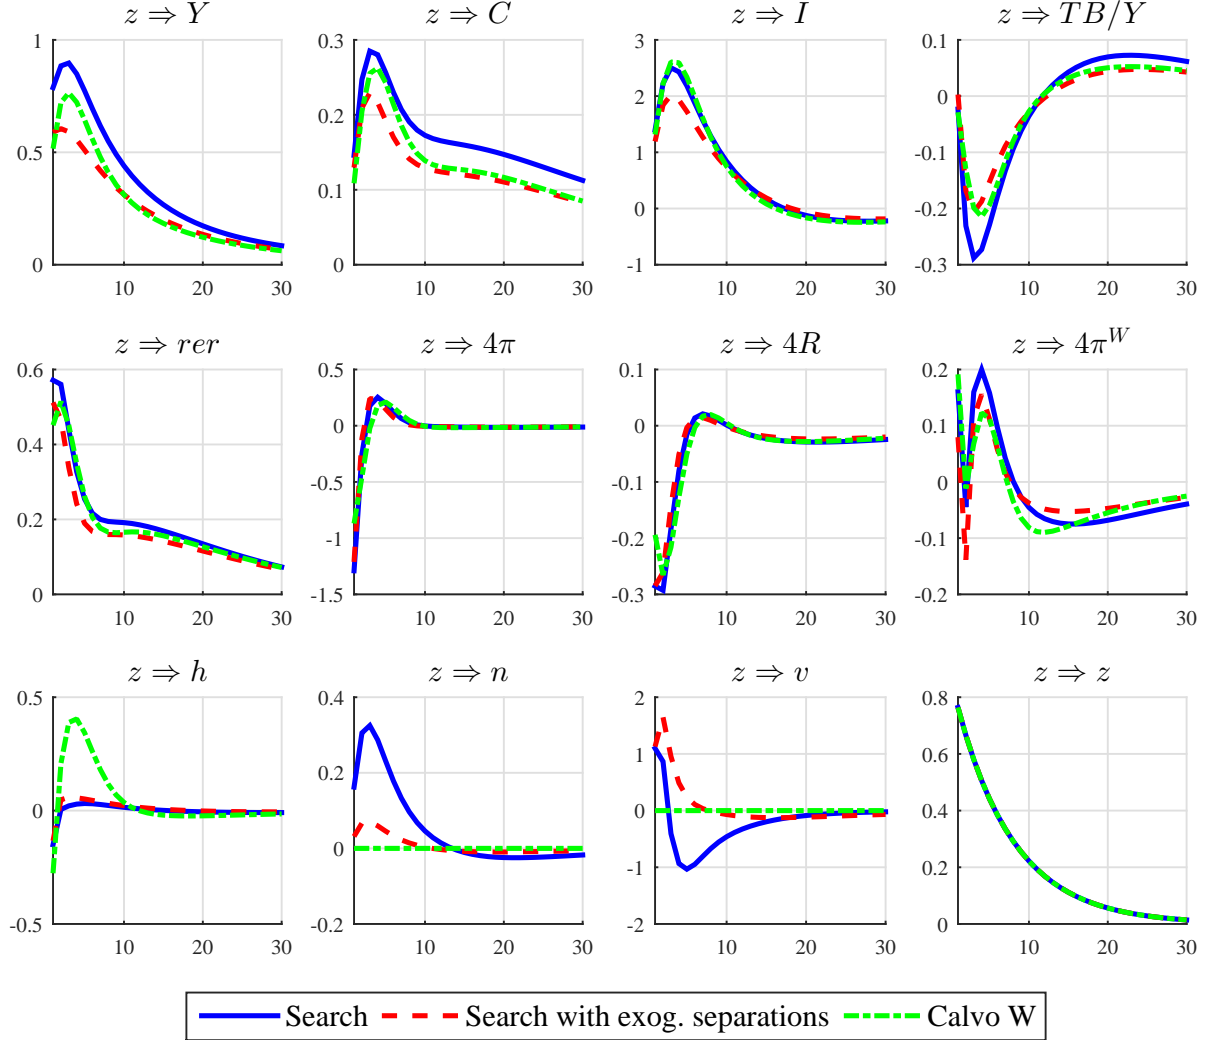 z ⇒ Y
z ⇒ C
z ⇒ I
z ⇒ TB/Y
1
0.5
0
10 20 30
0.3
0.2
0.1
0
10 20 30
3
2
1
0
-1
10 20 30
0.1
0
-0.1
-0.2
-0.3
10 20 30
z ⇒ rer
z ⇒ 4π
z ⇒ 4R
z ⇒ 4π^W
0.6
0.4
0.2
0
10 20 30
0.5
0
-0.5
-1
-1.5
10 20 30
0.1
0
-0.1
-0.2
-0.3
10 20 30
0.2
0.1
0
-0.1
-0.2
10 20 30
z ⇒ h
z ⇒ n
z ⇒ v
z ⇒ z
0.5
0
-0.5
10 20 30
0.4
0.2
0
-0.2
10 20 30
2
1
0
-1
-2
10 20 30
0.8
0.6
0.4
0.2
0
10 20 30
Search Search with exog. separations Calvo W